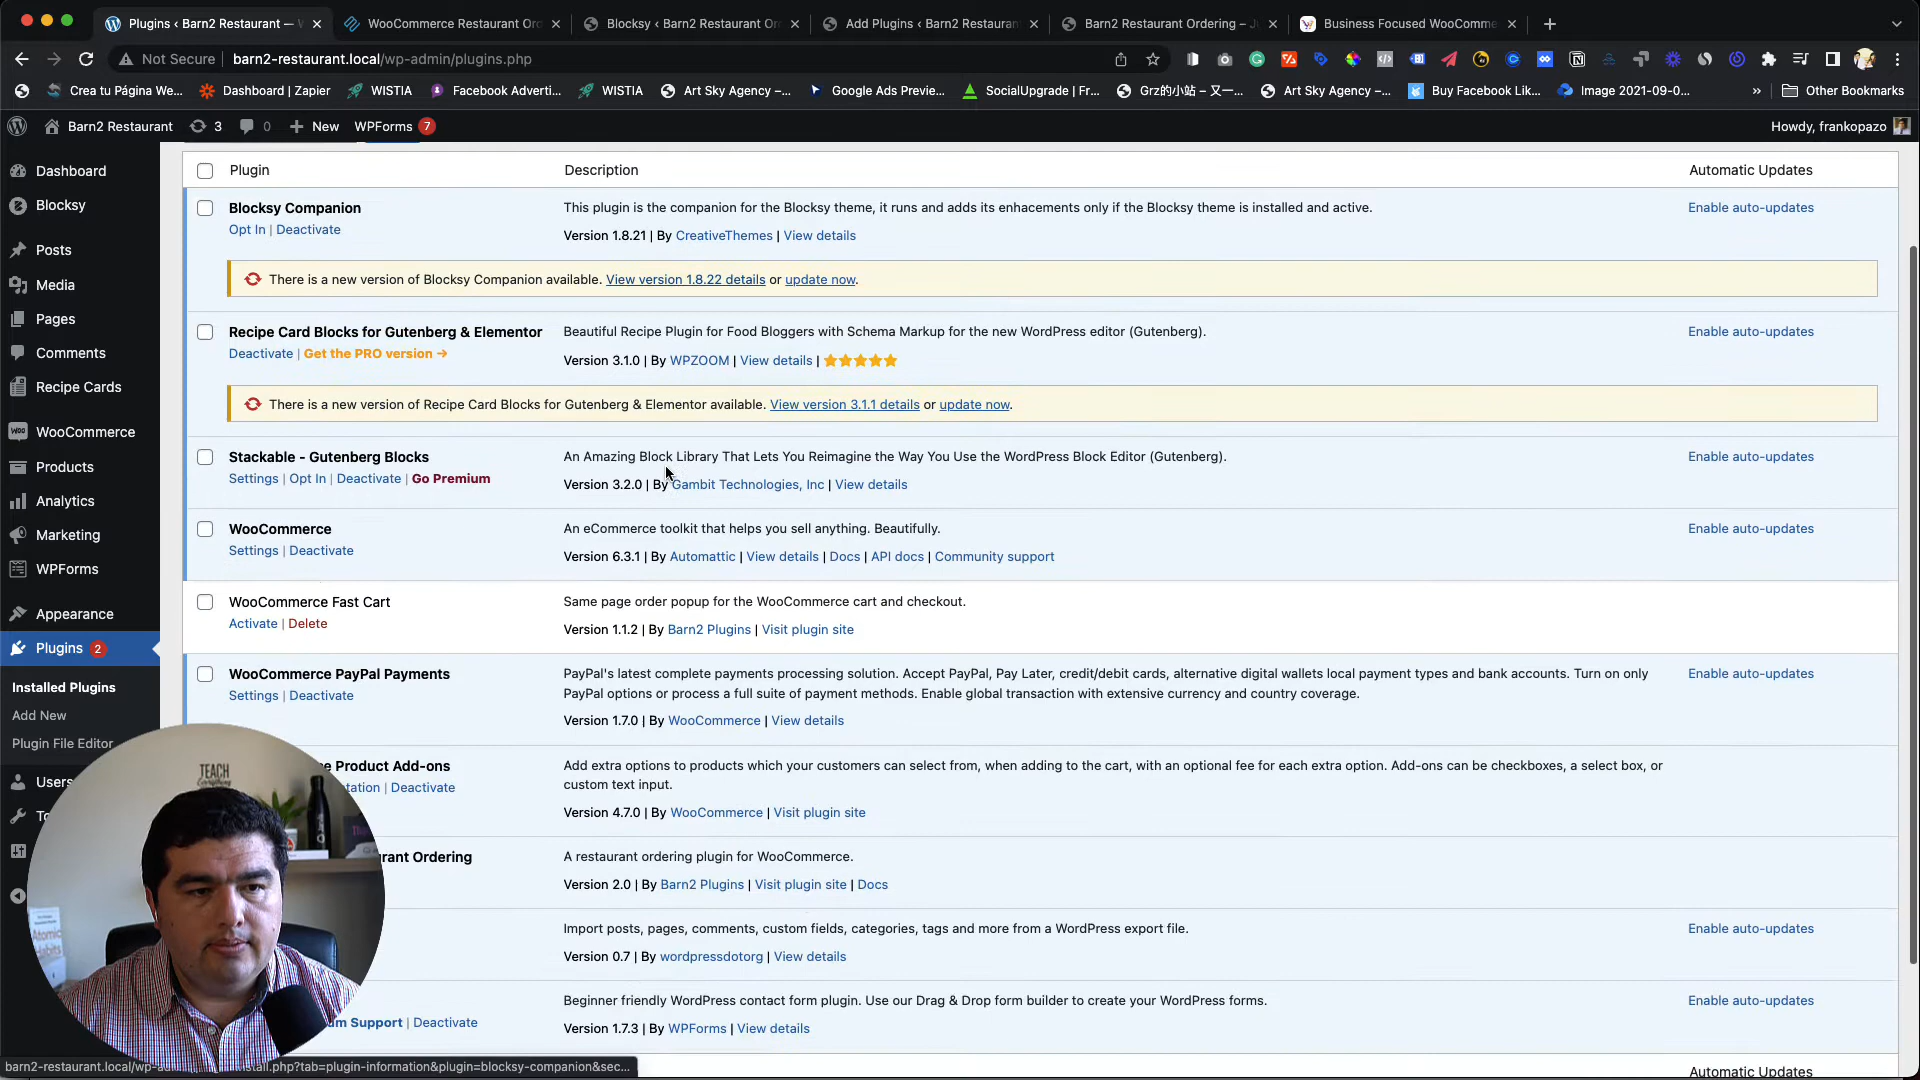 Plugins ‹ Barn2 Restaurant —
WooCommerce Restaurant Ord
Blocksy ‹ Barn2 Restaurant Or
Add Plugins ‹ Barn2 Restauran
Barn2 Restaurant Ordering – Ju
Business Focused WooComme
Not Secure
barn2-restaurant.local/wp-admin/plugins.php
Crea tu Página We...
Dashboard | Zapier
WISTIA
Facebook Adverti...
WISTIA
Art Sky Agency –...
Google Ads Previe...
SocialUpgrade | Fr...
Grz的小站 – 又一...
Art Sky Agency –...
Buy Facebook Lik...
Image 2021-09-0...
»
Other Bookmarks
Barn2 Restaurant
3
0
New
WPForms 7
Howdy, frankopazo
Dashboard
Blocksy
Posts
Media
Pages
Comments
Recipe Cards
WooCommerce
Products
Analytics
Marketing
WPForms
Appearance
Plugins 2
Installed Plugins
Add New
Plugin File Editor
Users
Plugin
Description
Automatic Updates
Blocksy Companion
Opt In | Deactivate
This plugin is the companion for the Blocksy theme, it runs and adds its enhacements only if the Blocksy theme is installed and active.
Version 1.8.21 | By CreativeThemes | View details
Enable auto-updates
There is a new version of Blocksy Companion available. View version 1.8.22 details or update now.
Recipe Card Blocks for Gutenberg & Elementor
Deactivate | Get the PRO version →
Beautiful Recipe Plugin for Food Bloggers with Schema Markup for the new WordPress editor (Gutenberg).
Version 3.1.0 | By WPZOOM | View details |
Enable auto-updates
There is a new version of Recipe Card Blocks for Gutenberg & Elementor available. View version 3.1.1 details or update now.
Stackable - Gutenberg Blocks
Settings | Opt In | Deactivate | Go Premium
An Amazing Block Library That Lets You Reimagine the Way You Use the WordPress Block Editor (Gutenberg).
Version 3.2.0 | By Gambit Technologies, Inc | View details
Enable auto-updates
WooCommerce
Settings | Deactivate
An eCommerce toolkit that helps you sell anything. Beautifully.
Version 6.3.1 | By Automattic | View details | Docs | API docs | Community support
Enable auto-updates
WooCommerce Fast Cart
Activate | Delete
Same page order popup for the WooCommerce cart and checkout.
Version 1.1.2 | By Barn2 Plugins | Visit plugin site
WooCommerce PayPal Payments
Settings | Deactivate
PayPal's latest complete payments processing solution. Accept PayPal, Pay Later, credit/debit cards, alternative digital wallets local payment types and bank accounts. Turn on only
PayPal options or process a full suite of payment methods. Enable global transaction with extensive currency and country coverage.
Version 1.7.0 | By WooCommerce | View details
Enable auto-updates
e Product Add-ons
tation | Deactivate
Add extra options to products which your customers can select from, when adding to the cart, with an optional fee for each extra option. Add-ons can be checkboxes, a select box, or
custom text input.
Version 4.7.0 | By WooCommerce | Visit plugin site
rant Ordering
A restaurant ordering plugin for WooCommerce.
Version 2.0 | By Barn2 Plugins | Visit plugin site | Docs
Import posts, pages, comments, custom fields, categories, tags and more from a WordPress export file.
Version 0.7 | By wordpressdotorg | View details
Enable auto-updates
m Support | Deactivate
Beginner friendly WordPress contact form plugin. Use our Drag & Drop form builder to create your WordPress forms.
Version 1.7.3 | By WPForms | View details
Enable auto-updates
Automatic Updates
TEACH
Atomic
Habits